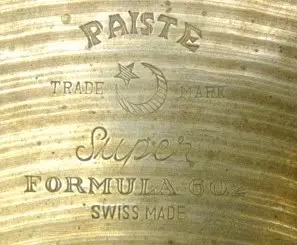 PAISTE
TRADE MARK
Super
FORMULA 602
SWISS MADE